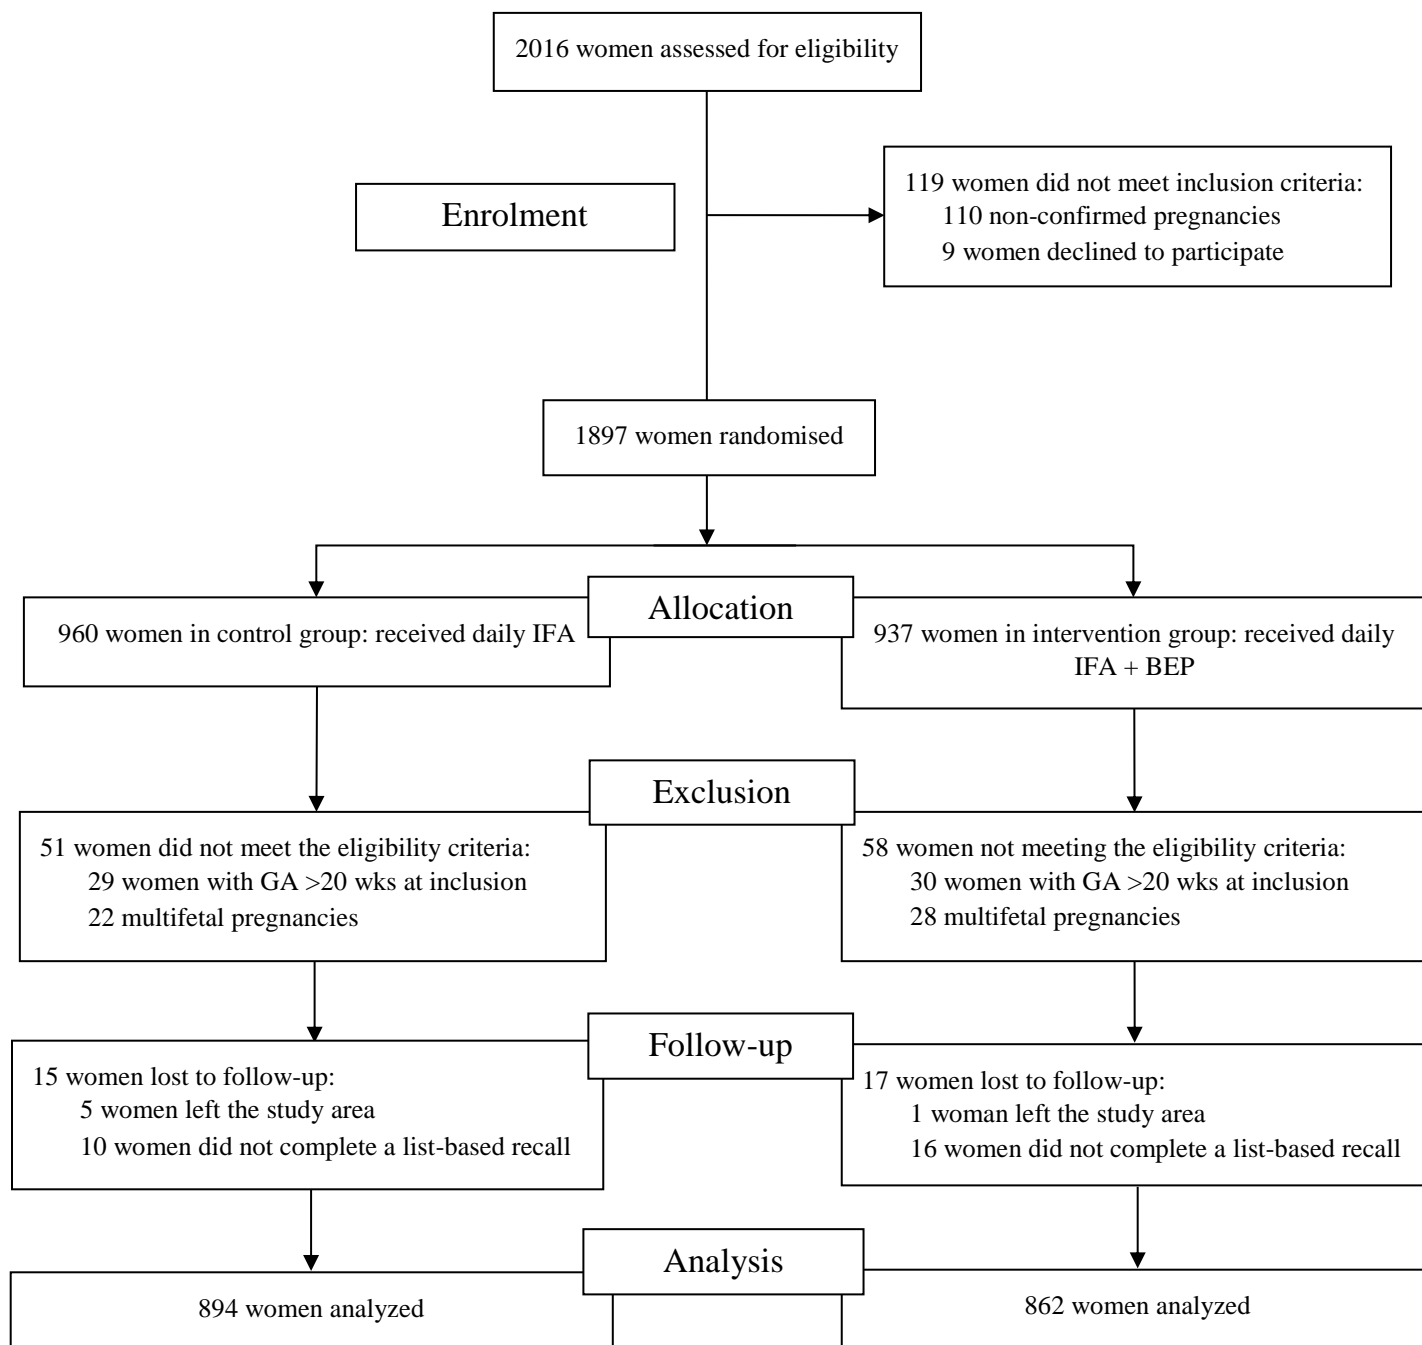 2016 women assessed for eligibility
119 women did not meet inclusion criteria:
110 non-confirmed pregnancies
9 women declined to participate
Enrolment
1897 women randomised
Allocation
960 women in control group: received daily IFA
937 women in intervention group: received daily
IFA + BEP
Exclusion
51 women did not meet the eligibility criteria:
29 women with GA >20 wks at inclusion
22 multifetal pregnancies
58 women not meeting the eligibility criteria:
30 women with GA >20 wks at inclusion
28 multifetal pregnancies
Follow-up
15 women lost to follow-up:
5 women left the study area
10 women did not complete a list-based recall
17 women lost to follow-up:
1 woman left the study area
16 women did not complete a list-based recall
Analysis
894 women analyzed
862 women analyzed